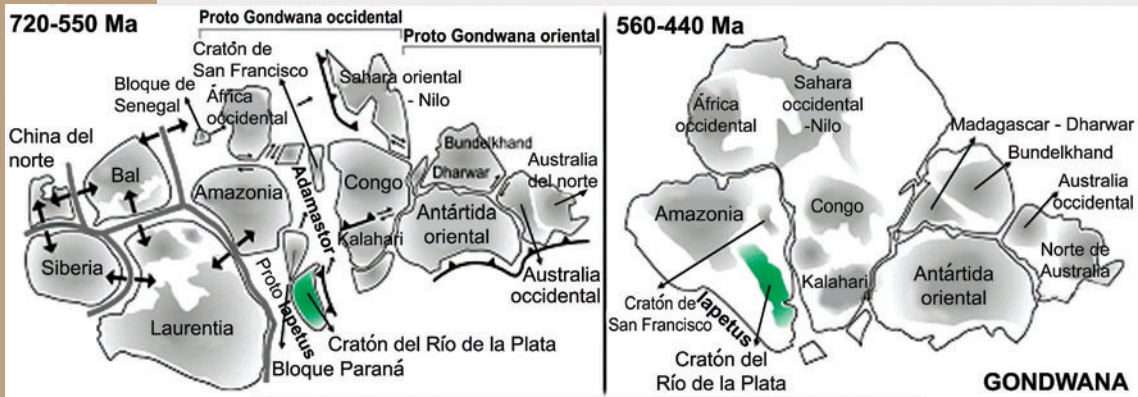 720-550 Ma
Proto Gondwana occidental
Proto Gondwana oriental
Cratón de
San Francisco
Bloque de
Senegal
África
occidental
Sahara oriental
- Nilo
China del
norte
Bal
Amazonia
Adamastor
Congo
Bundelkhand
Dharwar
Australia
del norte
Siberia
Kalahari
Antártida
oriental
Australia
occidental
Laurentia
Proto Iapetus
Cratón del Río de la Plata
Bloque Paraná
560-440 Ma
África
occidental
Sahara
occidental
-Nilo
Madagascar - Dharwar
Bundelkhand
Australia
occidental
Amazonia
Congo
Norte de
Australia
Kalahari
Antártida
oriental
Cratón de
San Francisco
Iapetus
Cratón del
Río de la Plata
GONDWANA